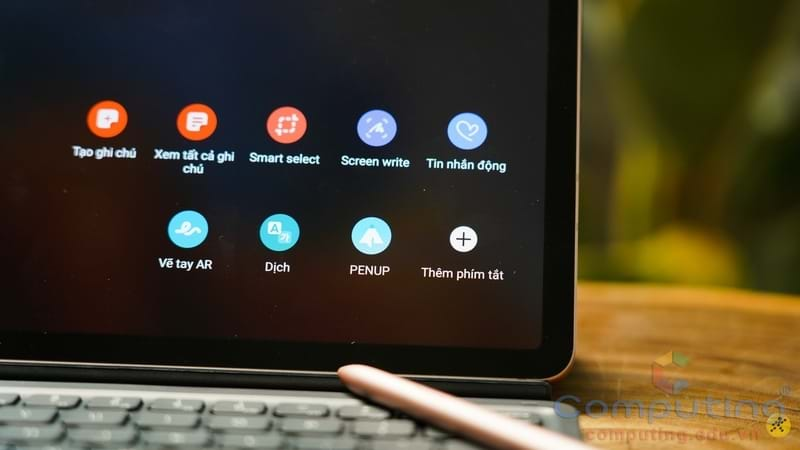 Tạo ghi chú
Xem tất cả ghi
chú
Smart select
Screen write
Tin nhắn động
Vẽ tay AR
Dịch
PENUP
Thêm phím tắt
Computing
computing.edu.vn